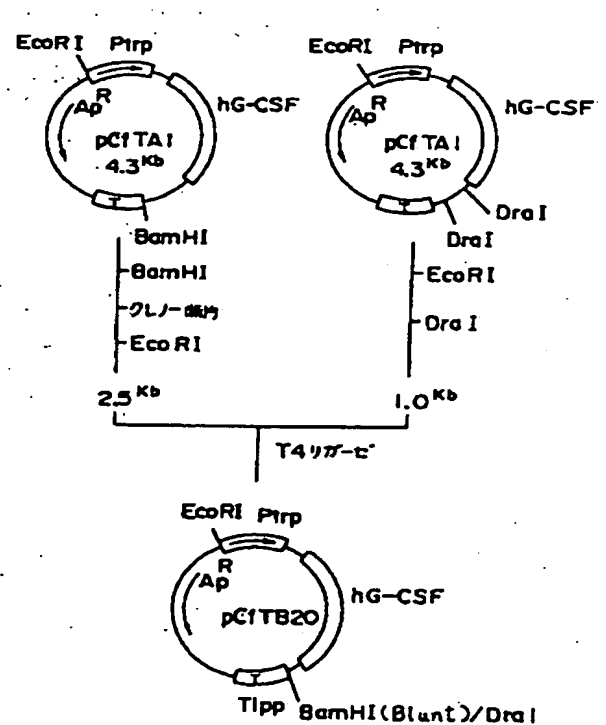 EcoRI Ptrp
Ap R
hG-CSF
pCfTA1
4.3 Kb
T
BamHI
BamHI
クレノー断片
EcoRI
2.5 Kb
EcoRI Ptrp
Ap R
hG-CSF
pCfTA1
4.3 Kb
T
DraI
DraI
EcoRI
DraI
1.0 Kb
T4リガーゼ
EcoRI Ptrp
Ap R
hG-CSF
pCfTB20
T
Tlpp BamHI(Blunt)/DraI